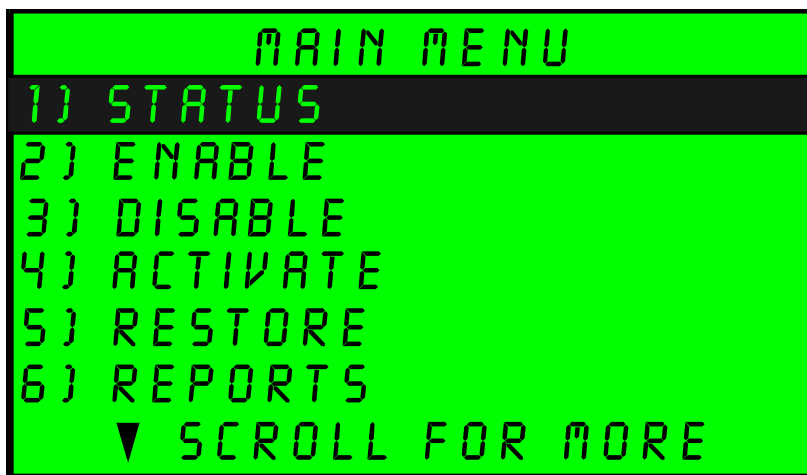 MAIN MENU
1) STATUS
2) ENABLE
3) DISABLE
4) ACTIVATE
5) RESTORE
6) REPORTS
▼ SCROLL FOR MORE